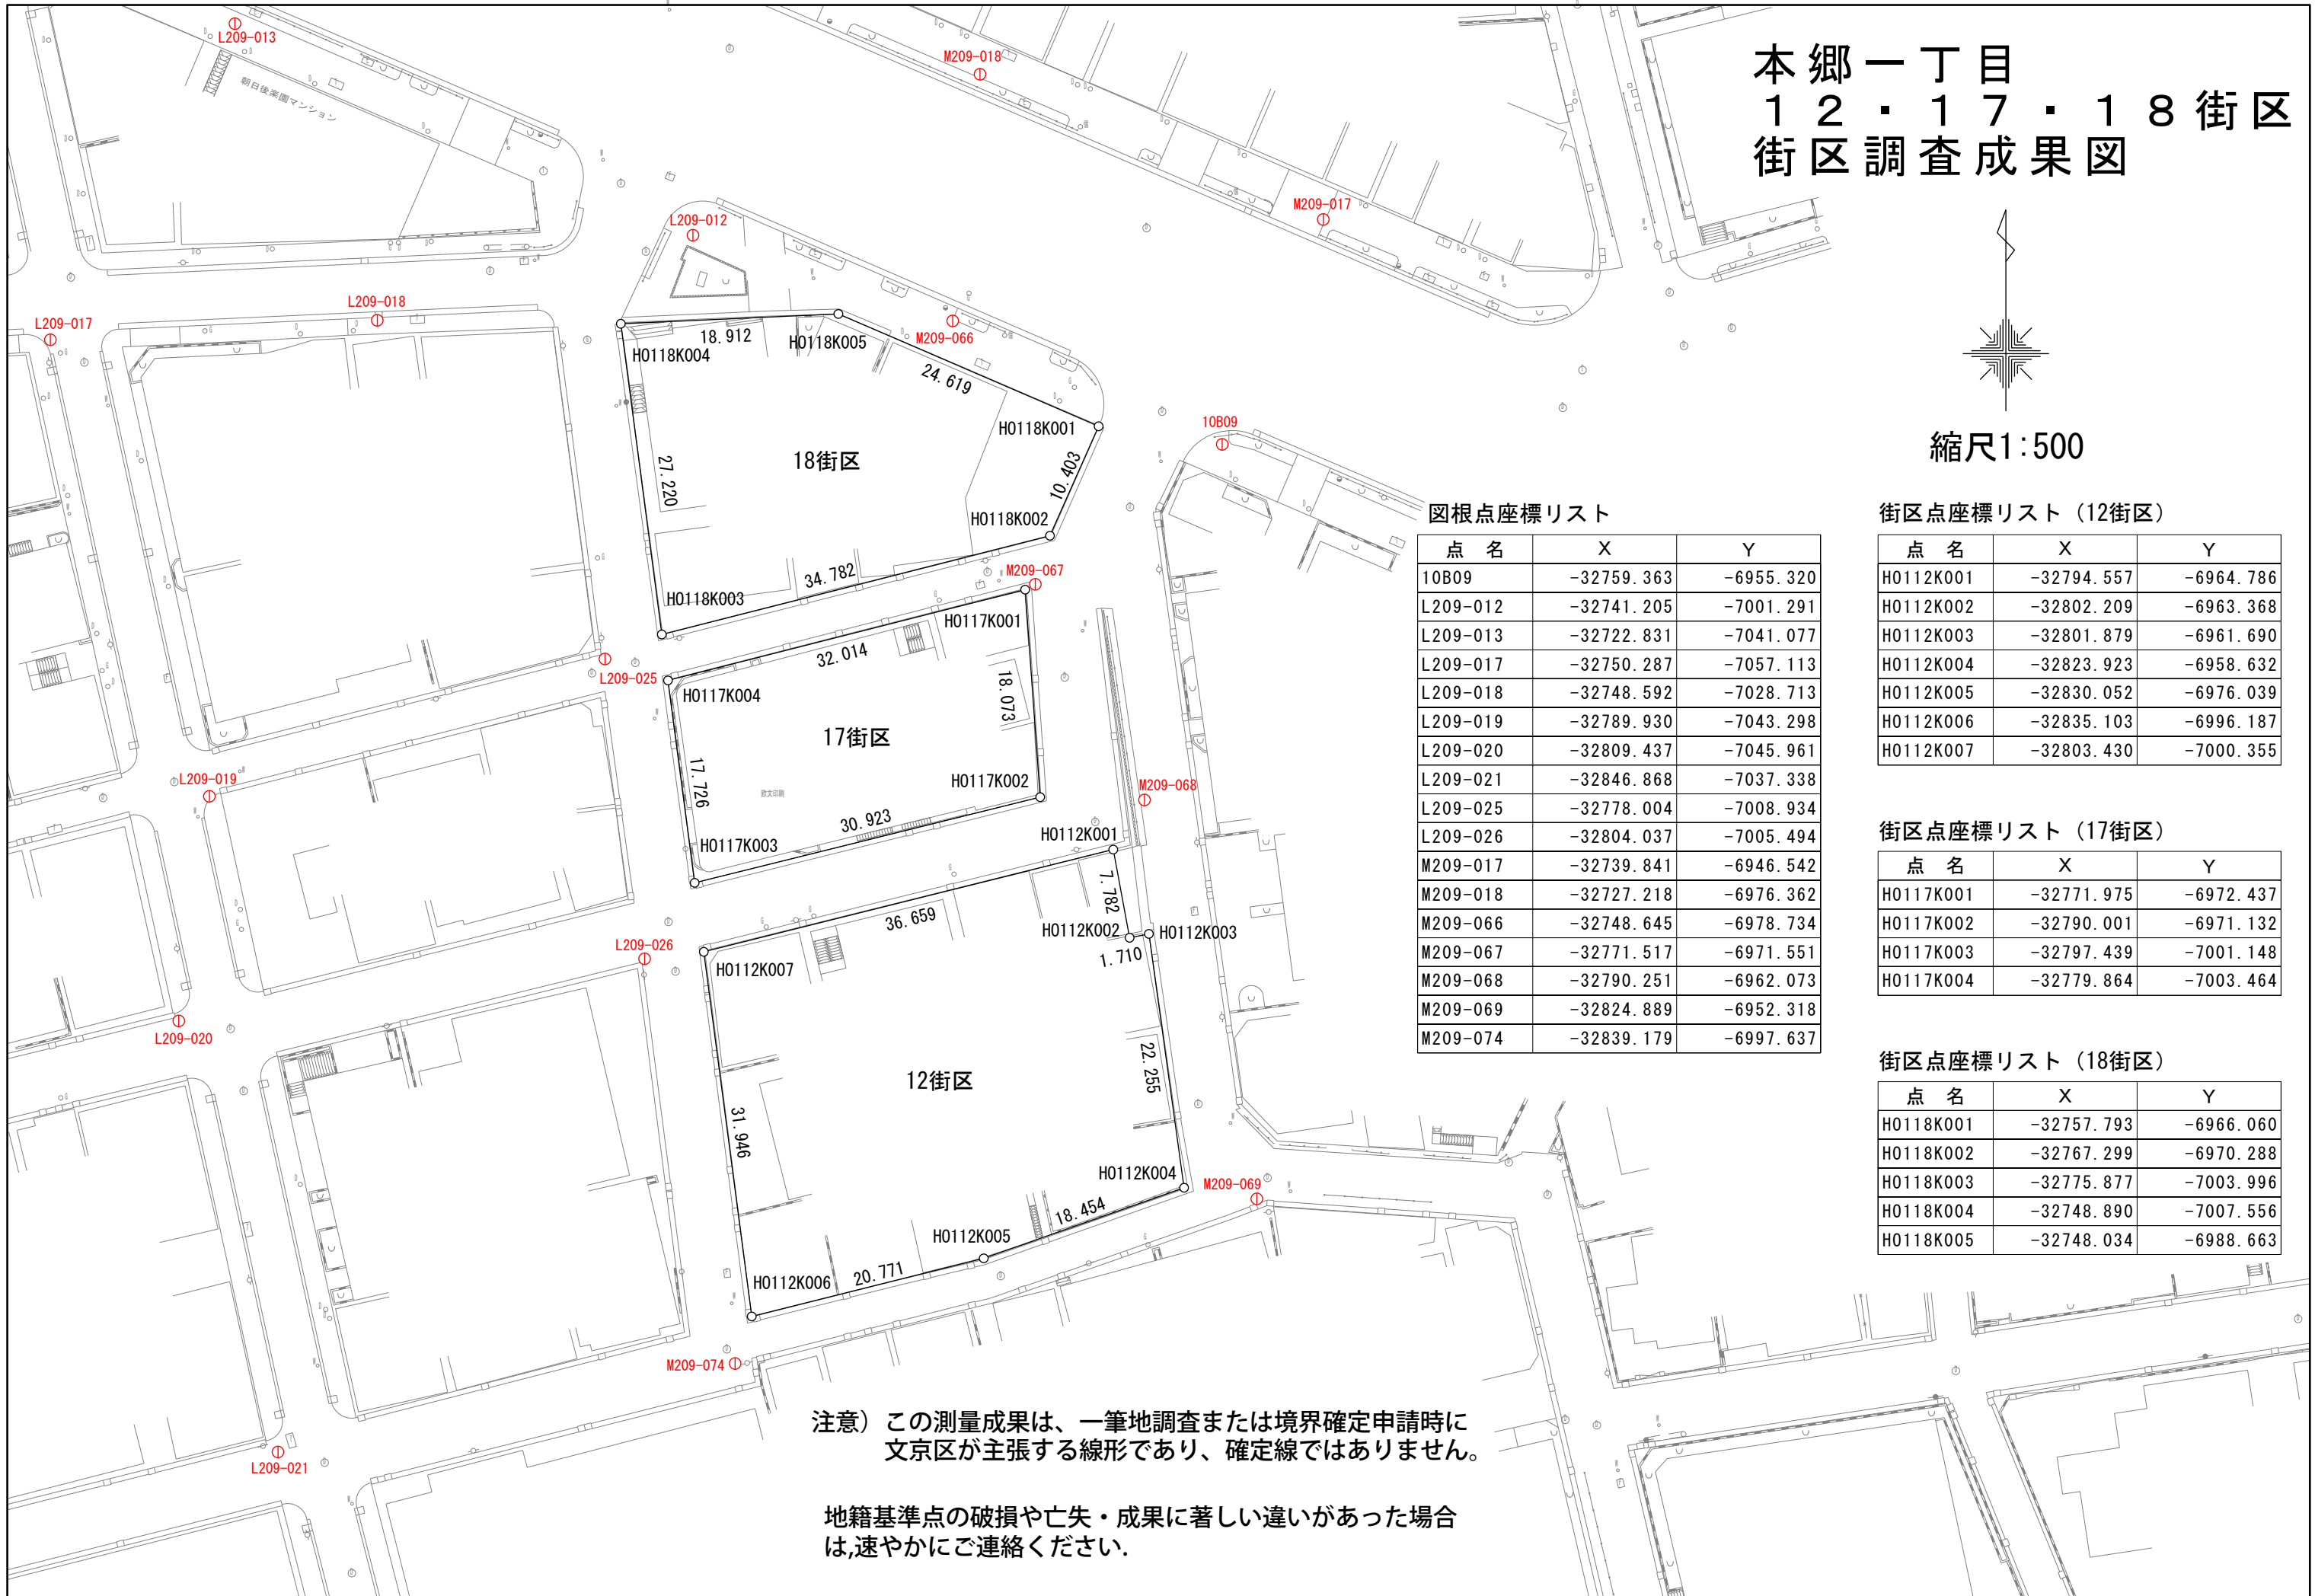 本郷一丁目
１２・１７・１８街区
街区調査成果図
縮尺1:500
L209-013
M209-018
朝日後楽園マンション
L209-012
M209-017
L209-018
L209-017
M209-066
H0118K004
18.912
H0118K005
24.619
H0118K001
10B09
18街区
27.220
10.403
H0118K002
34.782
M209-067
H0118K003
H0117K001
32.014
L209-025
H0117K004
18.073
17街区
L209-019
17.726
欧文印刷
H0117K002
M209-068
30.923
H0112K001
H0117K003
7.782
36.659
H0112K002
H0112K003
L209-026
1.710
H0112K007
L209-020
22.255
12街区
31.946
H0112K004
M209-069
18.454
H0112K005
H0112K006
20.771
M209-074
L209-021
図根点座標リスト
点 名 X Y
10B09 -32759.363 -6955.320
L209-012 -32741.205 -7001.291
L209-013 -32722.831 -7041.077
L209-017 -32750.287 -7057.113
L209-018 -32748.592 -7028.713
L209-019 -32789.930 -7043.298
L209-020 -32809.437 -7045.961
L209-021 -32846.868 -7037.338
L209-025 -32778.004 -7008.934
L209-026 -32804.037 -7005.494
M209-017 -32739.841 -6946.542
M209-018 -32727.218 -6976.362
M209-066 -32748.645 -6978.734
M209-067 -32771.517 -6971.551
M209-068 -32790.251 -6962.073
M209-069 -32824.889 -6952.318
M209-074 -32839.179 -6997.637
街区点座標リスト（12街区）
点 名 X Y
H0112K001 -32794.557 -6964.786
H0112K002 -32802.209 -6963.368
H0112K003 -32801.879 -6961.690
H0112K004 -32823.923 -6958.632
H0112K005 -32830.052 -6976.039
H0112K006 -32835.103 -6996.187
H0112K007 -32803.430 -7000.355
街区点座標リスト（17街区）
点 名 X Y
H0117K001 -32771.975 -6972.437
H0117K002 -32790.001 -6971.132
H0117K003 -32797.439 -7001.148
H0117K004 -32779.864 -7003.464
街区点座標リスト（18街区）
点 名 X Y
H0118K001 -32757.793 -6966.060
H0118K002 -32767.299 -6970.288
H0118K003 -32775.877 -7003.996
H0118K004 -32748.890 -7007.556
H0118K005 -32748.034 -6988.663
注意）この測量成果は、一筆地調査または境界確定申請時に
文京区が主張する線形であり、確定線ではありません。
地籍基準点の破損や亡失・成果に著しい違いがあった場合
は,速やかにご連絡ください.